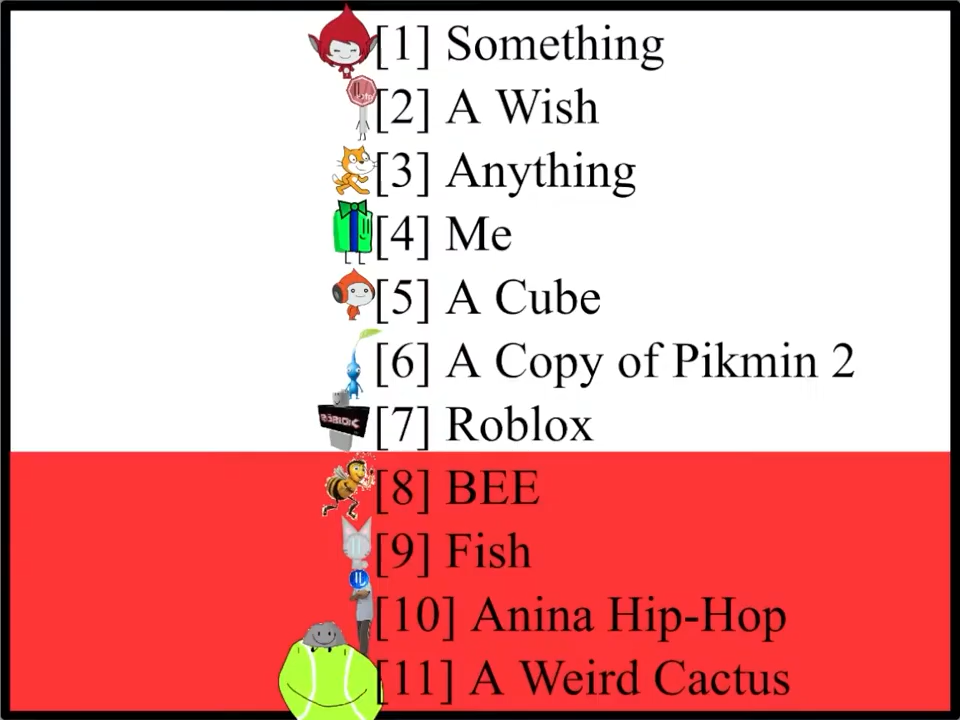 [1] Something
[2] A Wish
[3] Anything
[4] Me
[5] A Cube
[6] A Copy of Pikmin 2
[7] Roblox
[8] BEE
[9] Fish
[10] Anina Hip-Hop
[11] A Weird Cactus